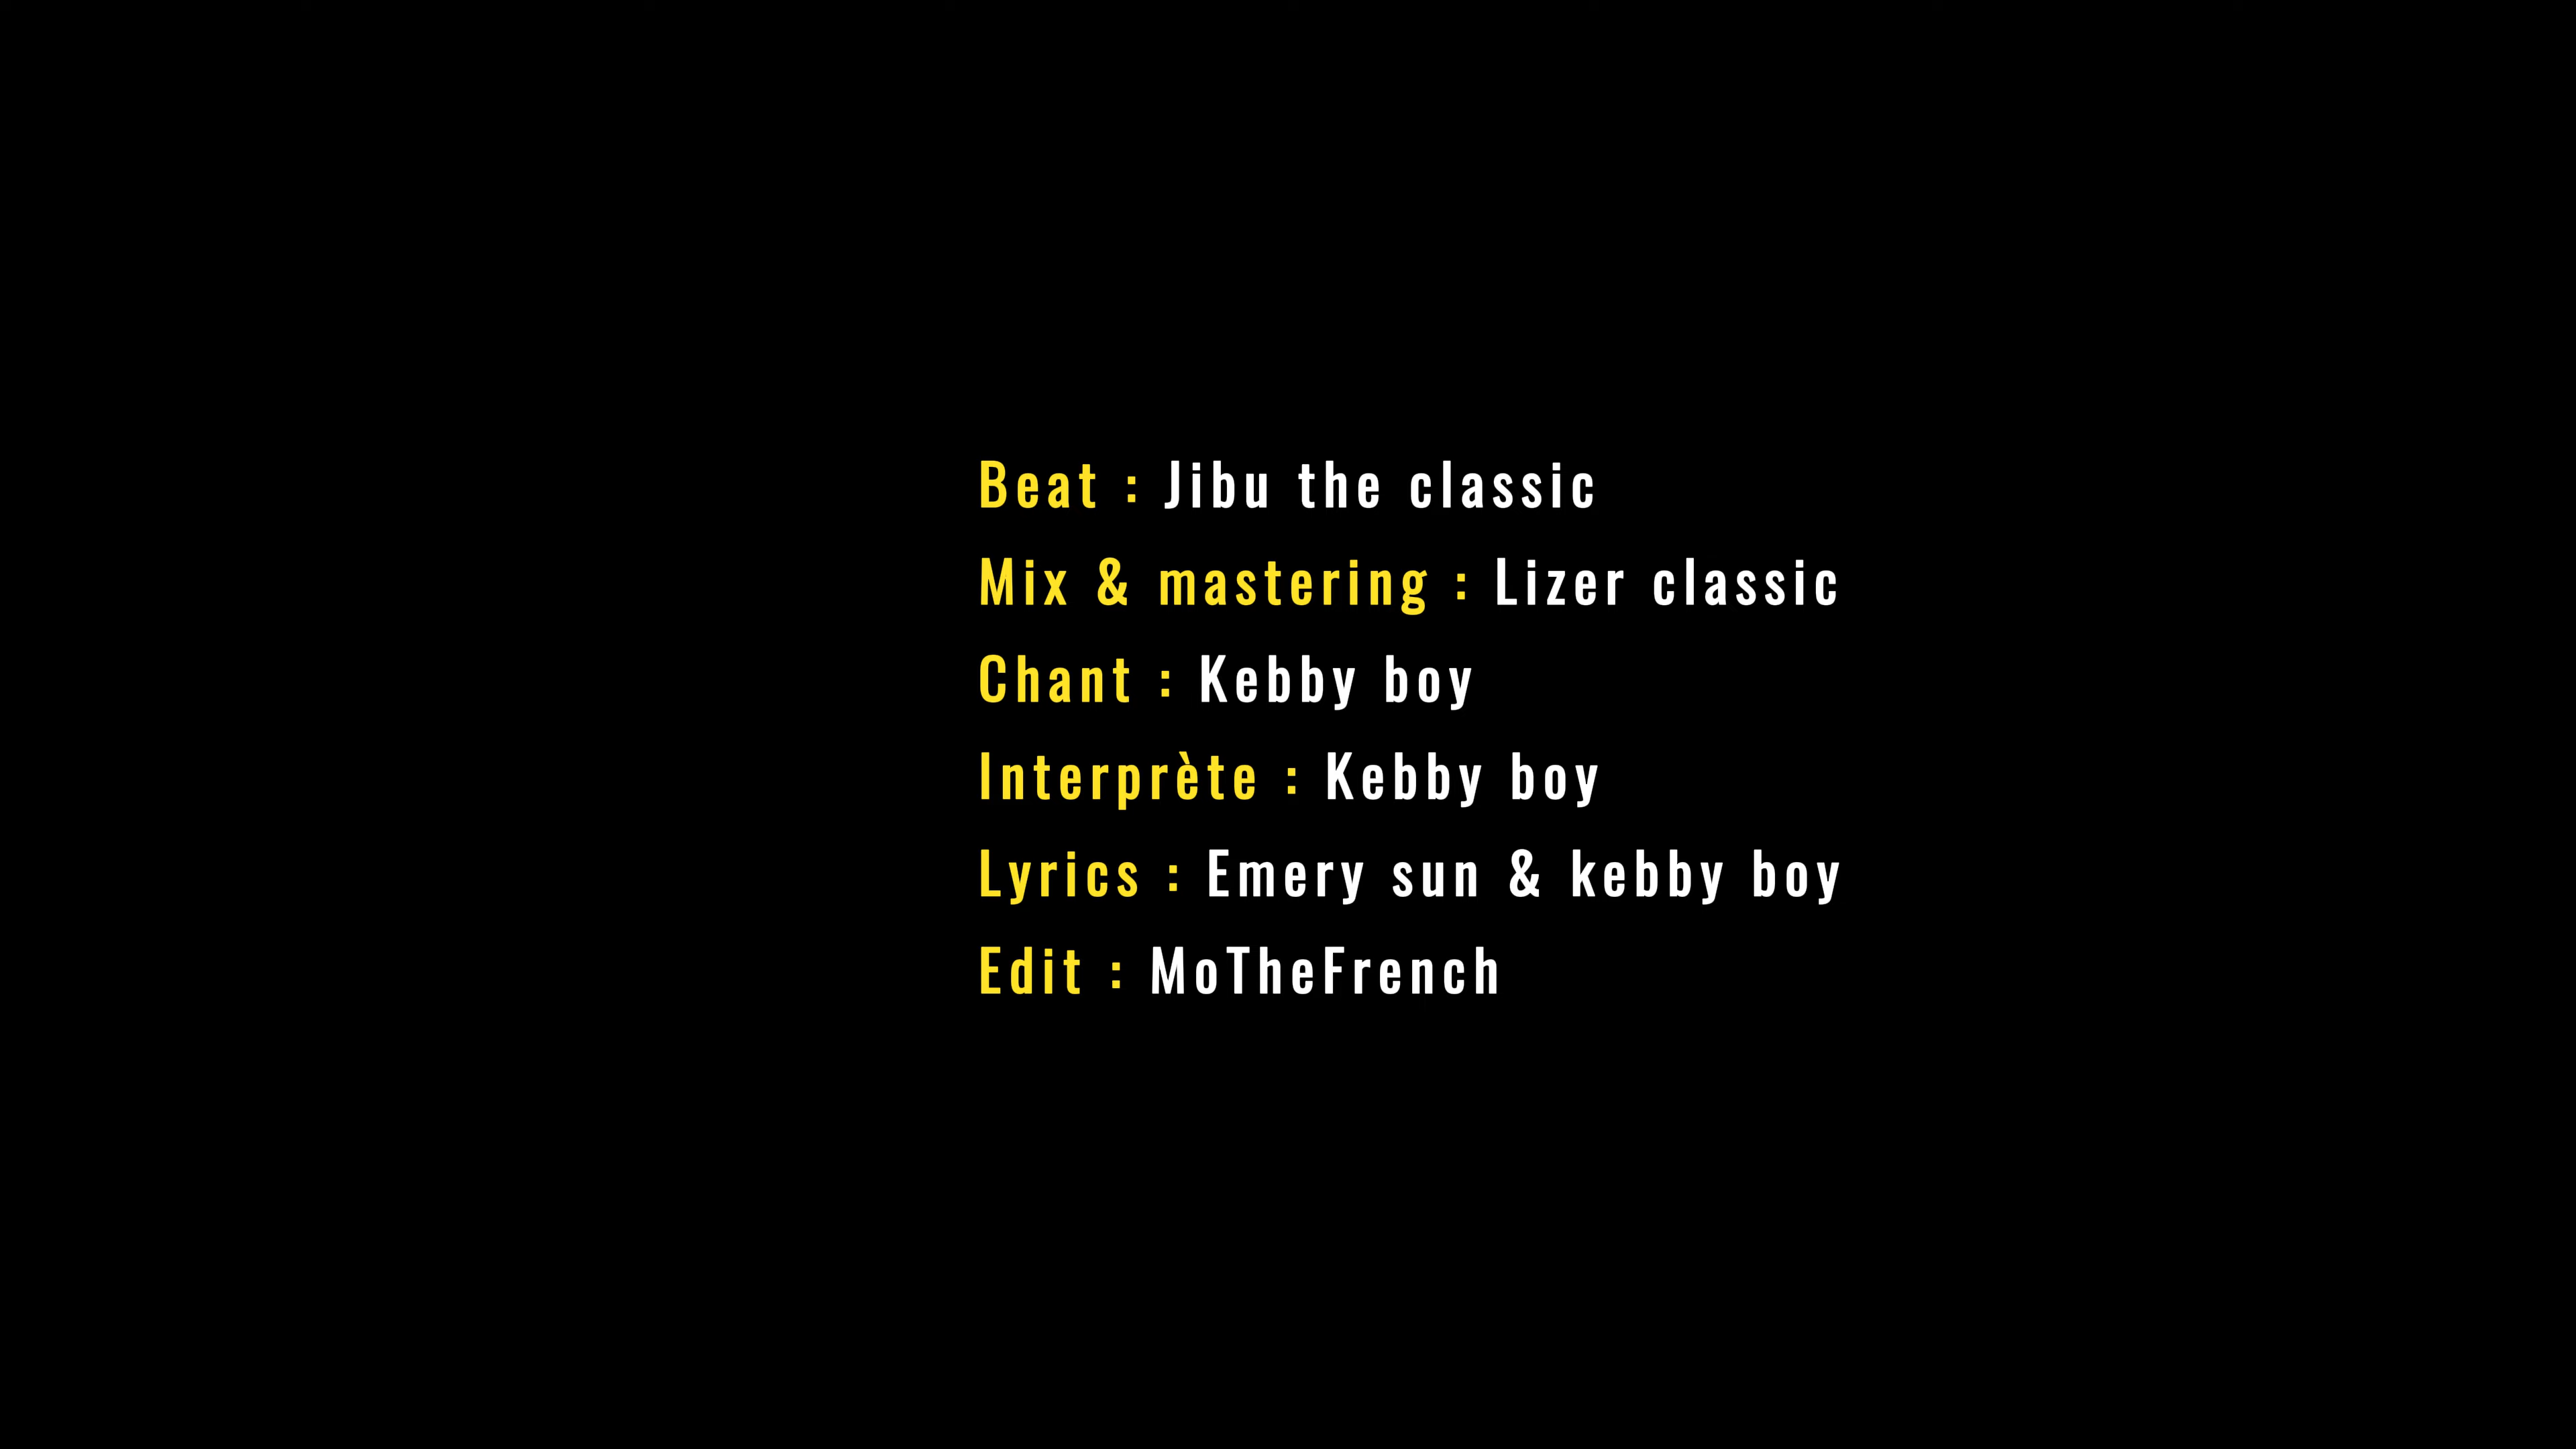 Beat : Jibu the classic
Mix & mastering : Lizer classic
Chant : Kebby boy
Interprète : Kebby boy
Lyrics : Emery sun & kebby boy
Edit : MoTheFrench